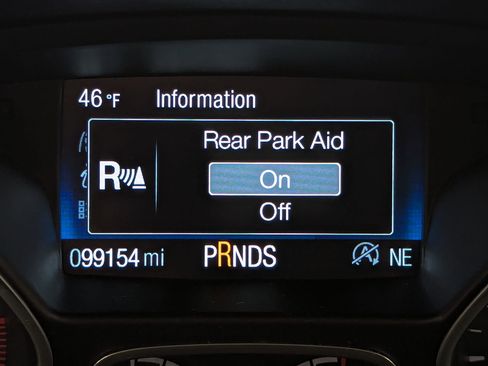 46 °F Information
Rear Park Aid
R
On
Off
099154 mi PRNDS A NE